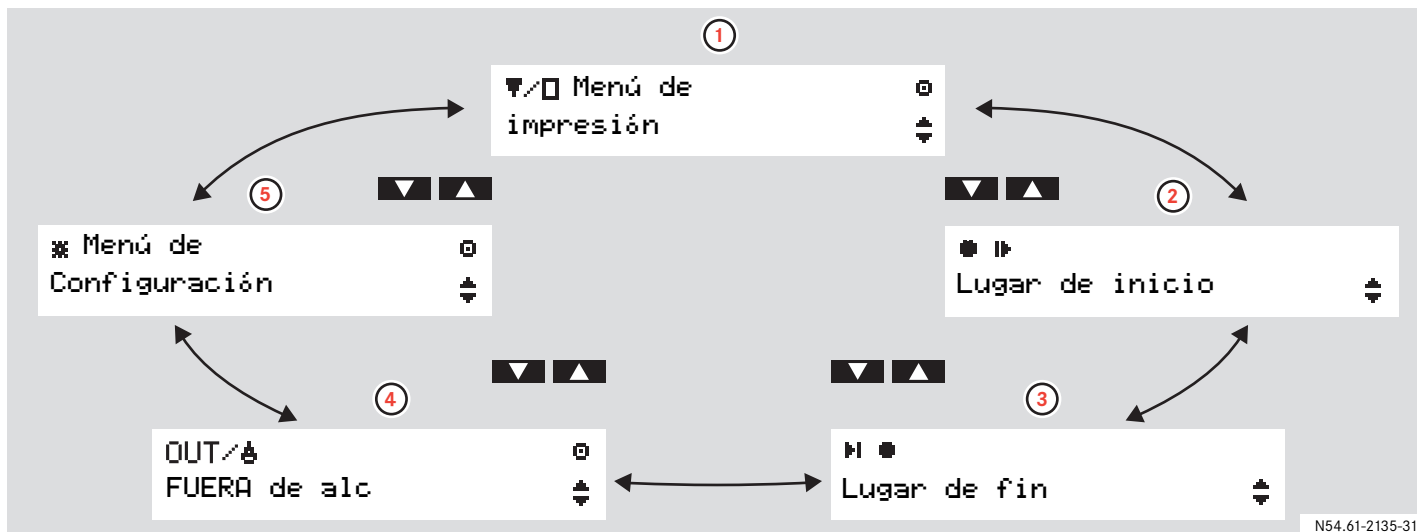 1
Menú de
impresión
5
2
Menú de
Configuración
Lugar de inicio
4
3
OUT/
FUERA de alc
Lugar de fin
N54.61-2135-31